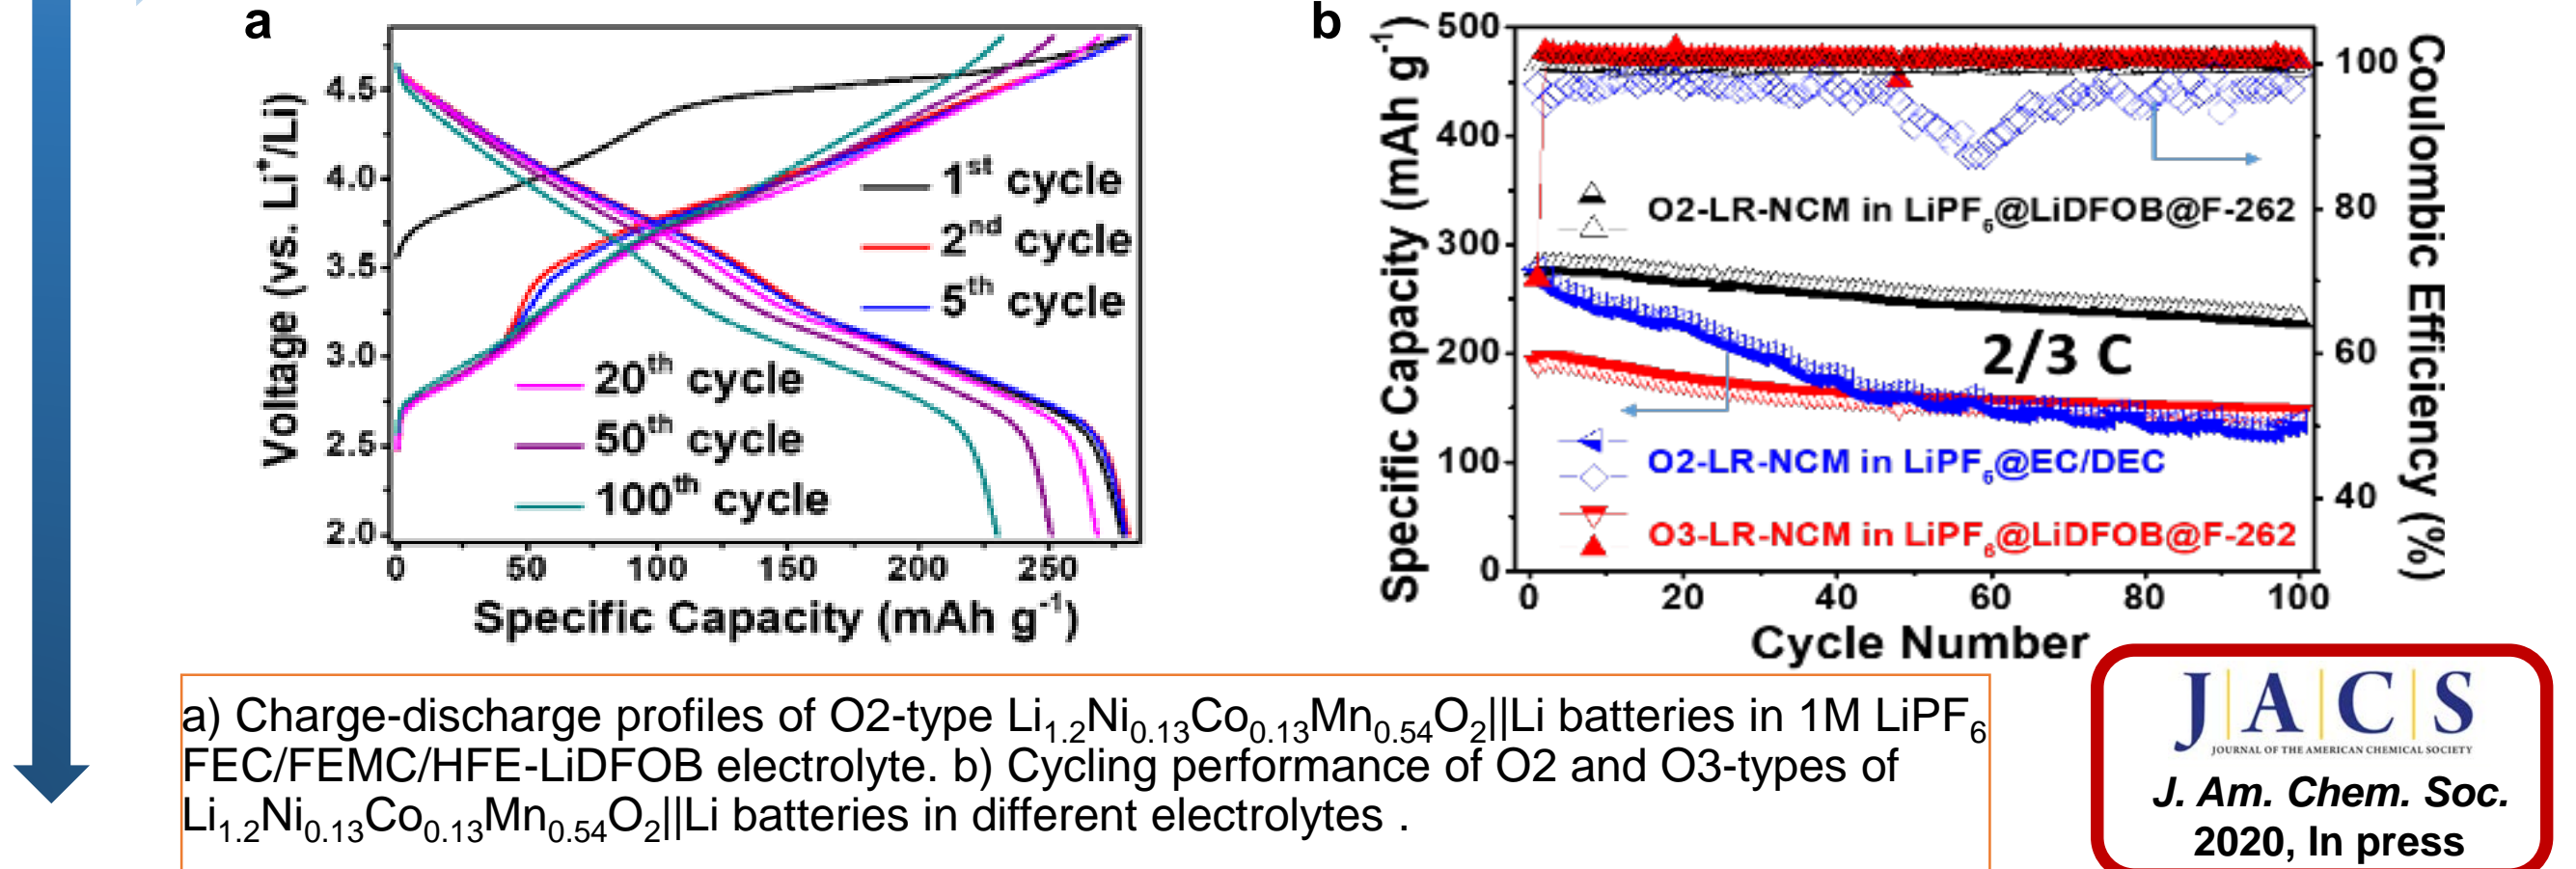 a
4.5
4.0
3.5
3.0
2.5
2.0
Voltage (vs. Li⁺/Li)
1ˢᵗ cycle
2ⁿᵈ cycle
5ᵗʰ cycle
20ᵗʰ cycle
50ᵗʰ cycle
100ᵗʰ cycle
0 50 100 150 200 250
Specific Capacity (mAh g⁻¹)
b
500
400
300
200
100
0
Specific Capacity (mAh g⁻¹)
100
80
60
40
Coulombic Efficiency (%)
O2-LR-NCM in LiPF₆@LiDFOB@F-262
2/3 C
O2-LR-NCM in LiPF₆@EC/DEC
O3-LR-NCM in LiPF₆@LiDFOB@F-262
0 20 40 60 80 100
Cycle Number
a) Charge-discharge profiles of O2-type Li₁.₂Ni₀.₁₃Co₀.₁₃Mn₀.₅₄O₂||Li batteries in 1M LiPF₆
FEC/FEMC/HFE-LiDFOB electrolyte. b) Cycling performance of O2 and O3-types of
Li₁.₂Ni₀.₁₃Co₀.₁₃Mn₀.₅₄O₂||Li batteries in different electrolytes .
J|A|C|S
JOURNAL OF THE AMERICAN CHEMICAL SOCIETY
J. Am. Chem. Soc.
2020, In press